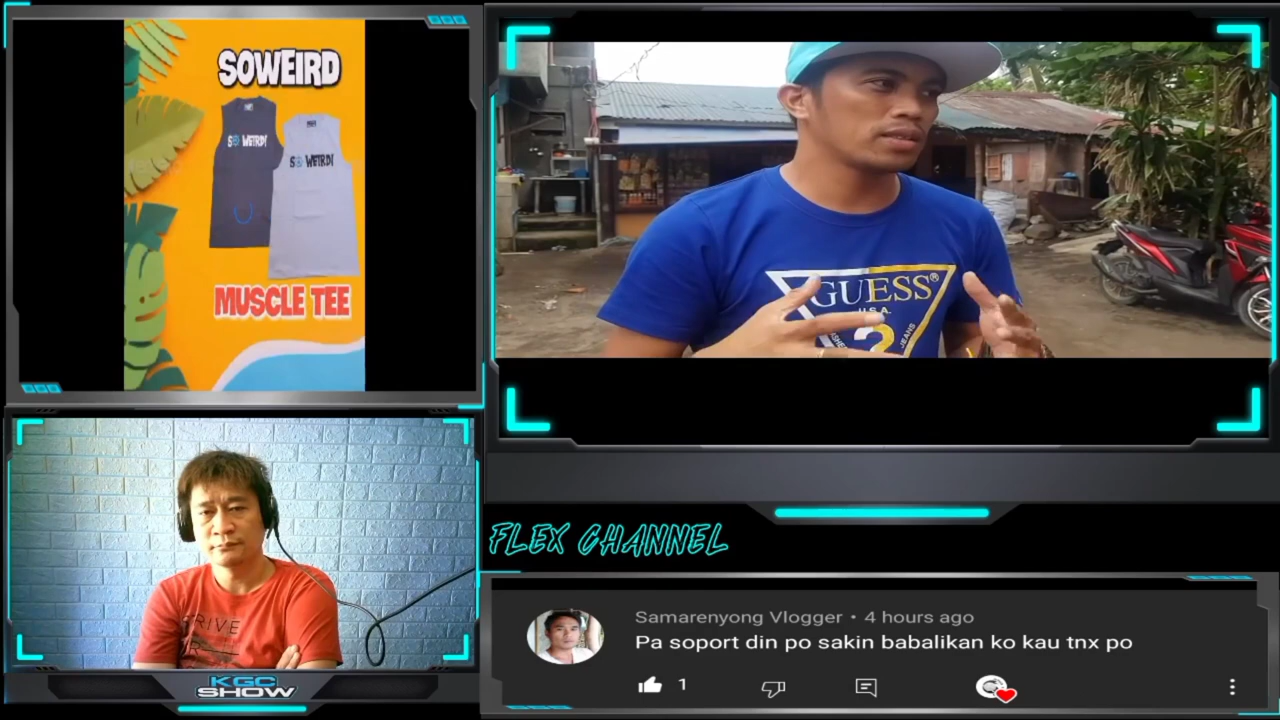 SOWEIRD
SO WEIRD!
SO WEIRD!
MUSCLE TEE
GUESS®
U.S.A.
?
JEANS
KGC
SHOW
FLEX CHANNEL
Samarenyong Vlogger • 4 hours ago
Pa soport din po sakin babalikan ko kau tnx po
1